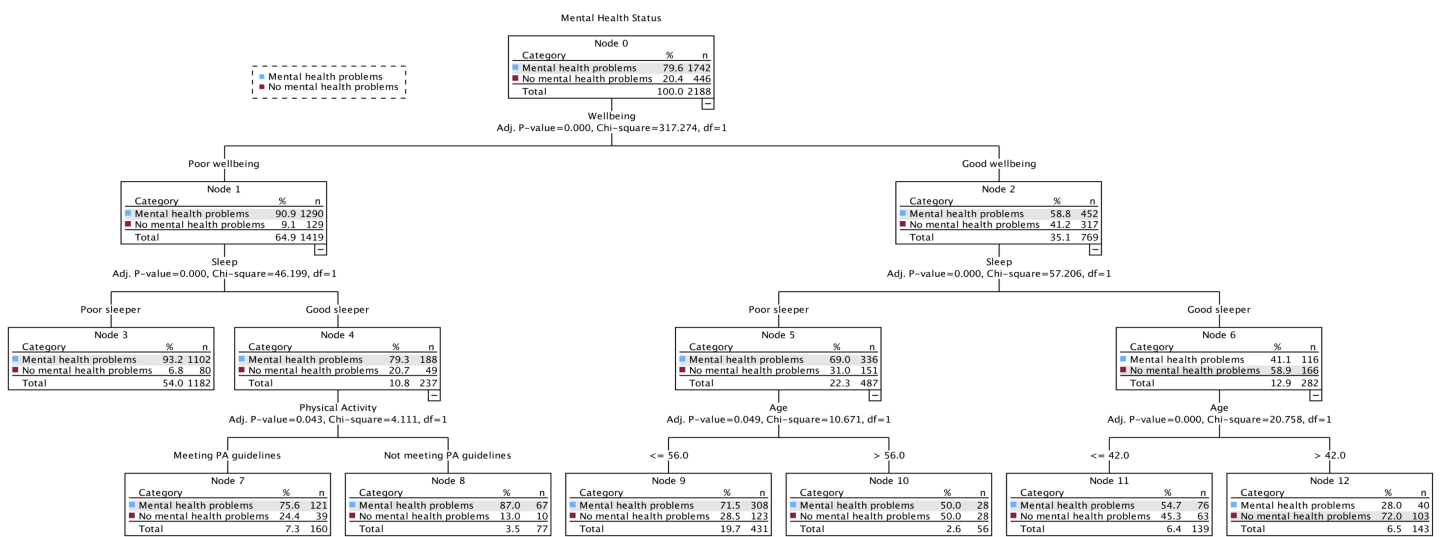 Mental Health Status
Mental health problems
No mental health problems
Node 0
Category % n
Mental health problems 79.6 1742
No mental health problems 20.4 446
Total 100.0 2188
Wellbeing
Adj. P-value=0.000, Chi-square=317.274, df=1
Poor wellbeing
Good wellbeing
Node 1
Category % n
Mental health problems 90.9 1290
No mental health problems 9.1 129
Total 64.9 1419
Node 2
Category % n
Mental health problems 58.8 452
No mental health problems 41.2 317
Total 35.1 769
Sleep
Adj. P-value=0.000, Chi-square=46.199, df=1
Sleep
Adj. P-value=0.000, Chi-square=57.206, df=1
Poor sleeper
Good sleeper
Poor sleeper
Good sleeper
Node 3
Category % n
Mental health problems 93.2 1102
No mental health problems 6.8 80
Total 54.0 1182
Node 4
Category % n
Mental health problems 79.3 188
No mental health problems 20.7 49
Total 10.8 237
Node 5
Category % n
Mental health problems 69.0 336
No mental health problems 31.0 151
Total 22.3 487
Node 6
Category % n
Mental health problems 41.1 116
No mental health problems 58.9 166
Total 12.9 282
Physical Activity
Adj. P-value=0.043, Chi-square=4.111, df=1
Age
Adj. P-value=0.049, Chi-square=10.671, df=1
Age
Adj. P-value=0.000, Chi-square=20.758, df=1
Meeting PA guidelines
Not meeting PA guidelines
<= 56.0
> 56.0
<= 42.0
> 42.0
Node 7
Category % n
Mental health problems 75.6 121
No mental health problems 24.4 39
Total 7.3 160
Node 8
Category % n
Mental health problems 87.0 67
No mental health problems 13.0 10
Total 3.5 77
Node 9
Category % n
Mental health problems 71.5 308
No mental health problems 28.5 123
Total 19.7 431
Node 10
Category % n
Mental health problems 50.0 28
No mental health problems 50.0 28
Total 2.6 56
Node 11
Category % n
Mental health problems 54.7 76
No mental health problems 45.3 63
Total 6.4 139
Node 12
Category % n
Mental health problems 28.0 40
No mental health problems 72.0 103
Total 6.5 143